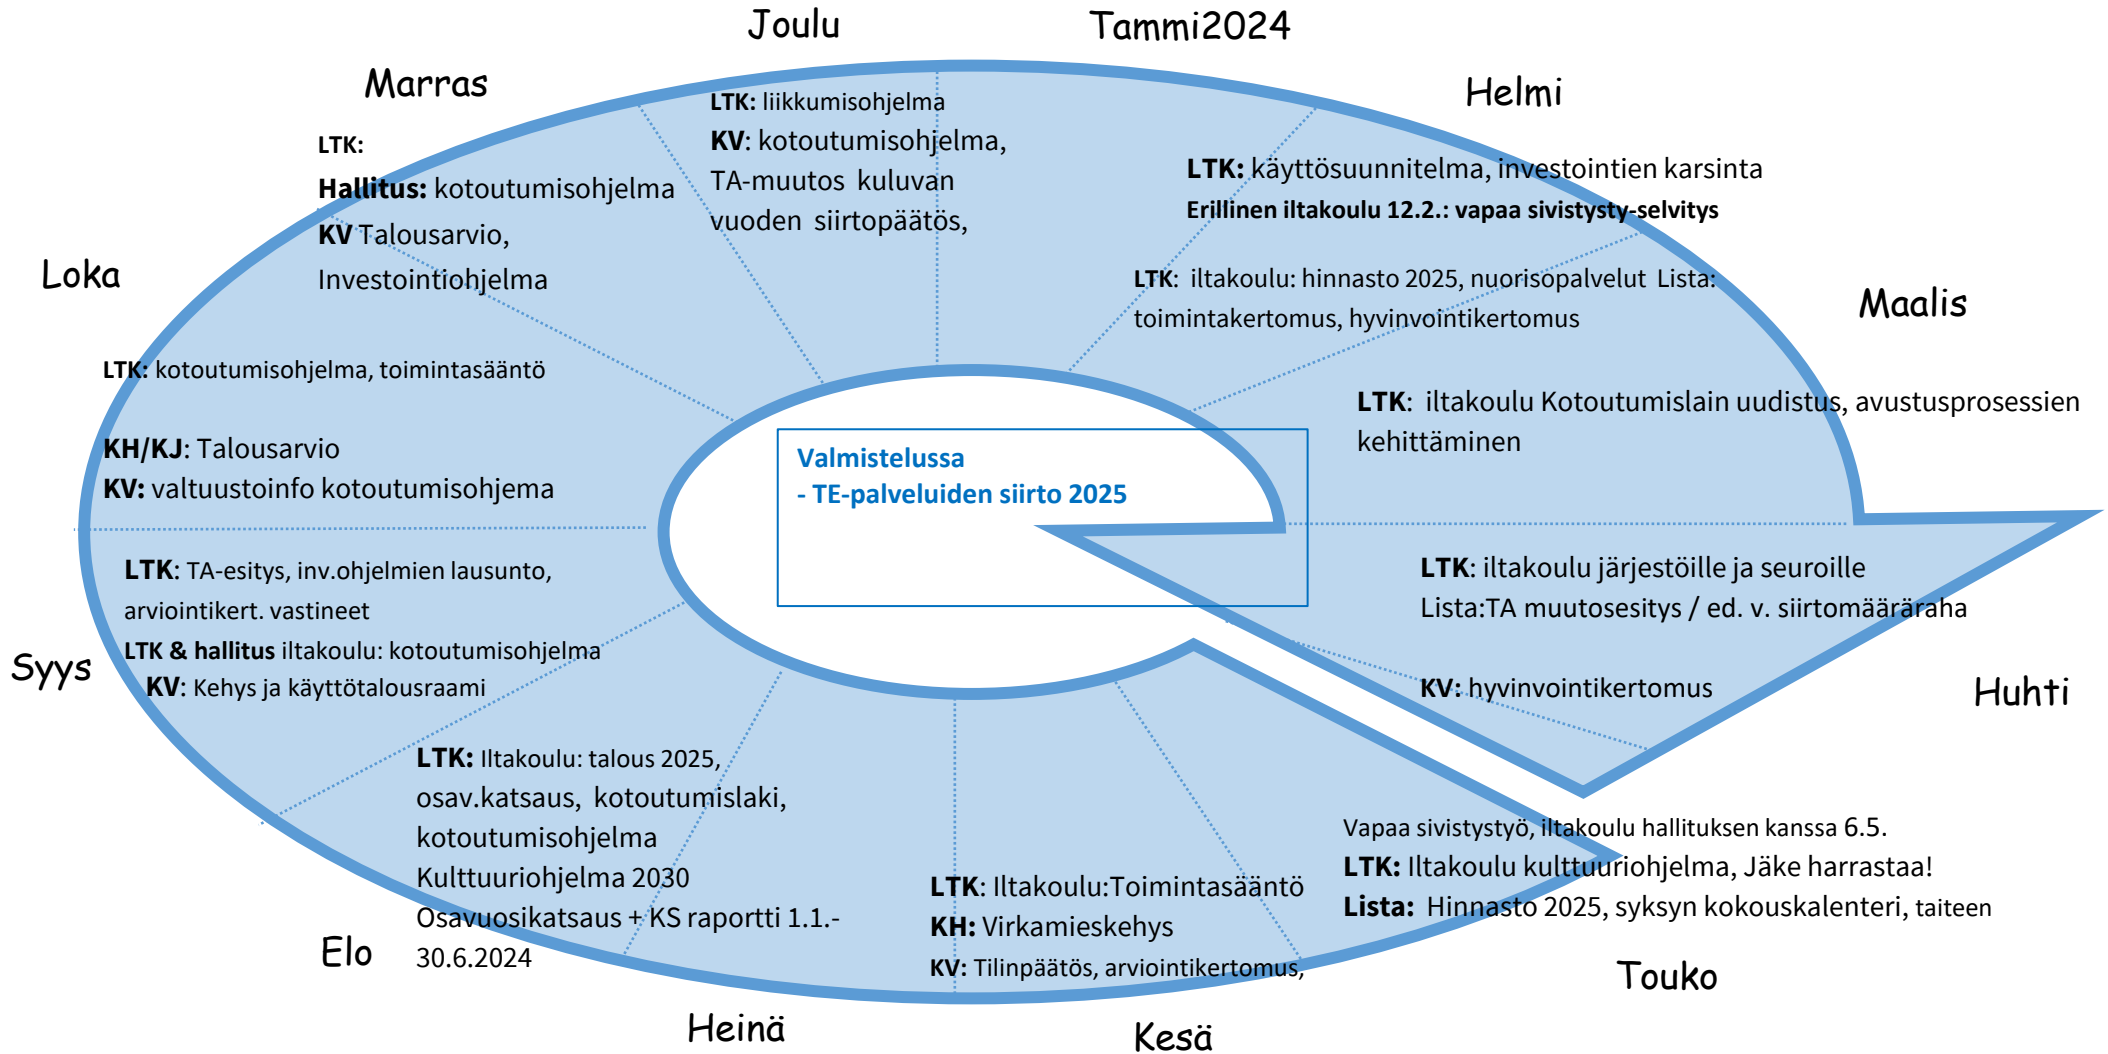 Joulu
Tammi2024
Marras
Helmi
LTK: liikkumisohjelma
KV: kotoutumisohjelma,
TA-muutos kuluvan
vuoden siirtopäätös,
LTK:
Hallitus: kotoutumisohjelma
KV Talousarvio,
Investointiohjelma
LTK: käyttösuunnitelma, investointien karsinta
Erillinen iltakoulu 12.2.: vapaa sivistysty-selvitys
Loka
LTK: iltakoulu: hinnasto 2025, nuorisopalvelut Lista:
toimintakertomus, hyvinvointikertomus
Maalis
LTK: kotoutumisohjelma, toimintasääntö
KH/KJ: Talousarvio
KV: valtuustoinfo kotoutumisohjema
LTK: iltakoulu Kotoutumislain uudistus, avustusprosessien
kehittäminen
Valmistelussa
- TE-palveluiden siirto 2025
LTK: TA-esitys, inv.ohjelmien lausunto,
arviointikert. vastineet
LTK & hallitus iltakoulu: kotoutumisohjelma
KV: Kehys ja käyttötalousraami
Syys
LTK: iltakoulu järjestöille ja seuroille
Lista:TA muutosesitys / ed. v. siirtomääräraha
KV: hyvinvointikertomus
Huhti
LTK: Iltakoulu: talous 2025,
osav.katsaus, kotoutumislaki,
kotoutumisohjelma
Kulttuuriohjelma 2030
Osavuosikatsaus + KS raportti 1.1.-
30.6.2024
Elo
LTK: Iltakoulu:Toimintasääntö
KH: Virkamieskehys
KV: Tilinpäätös, arviointikertomus,
Vapaa sivistystyö, iltakoulu hallituksen kanssa 6.5.
LTK: Iltakoulu kulttuuriohjelma, Jäke harrastaa!
Lista: Hinnasto 2025, syksyn kokouskalenteri, taiteen
Touko
Heinä
Kesä